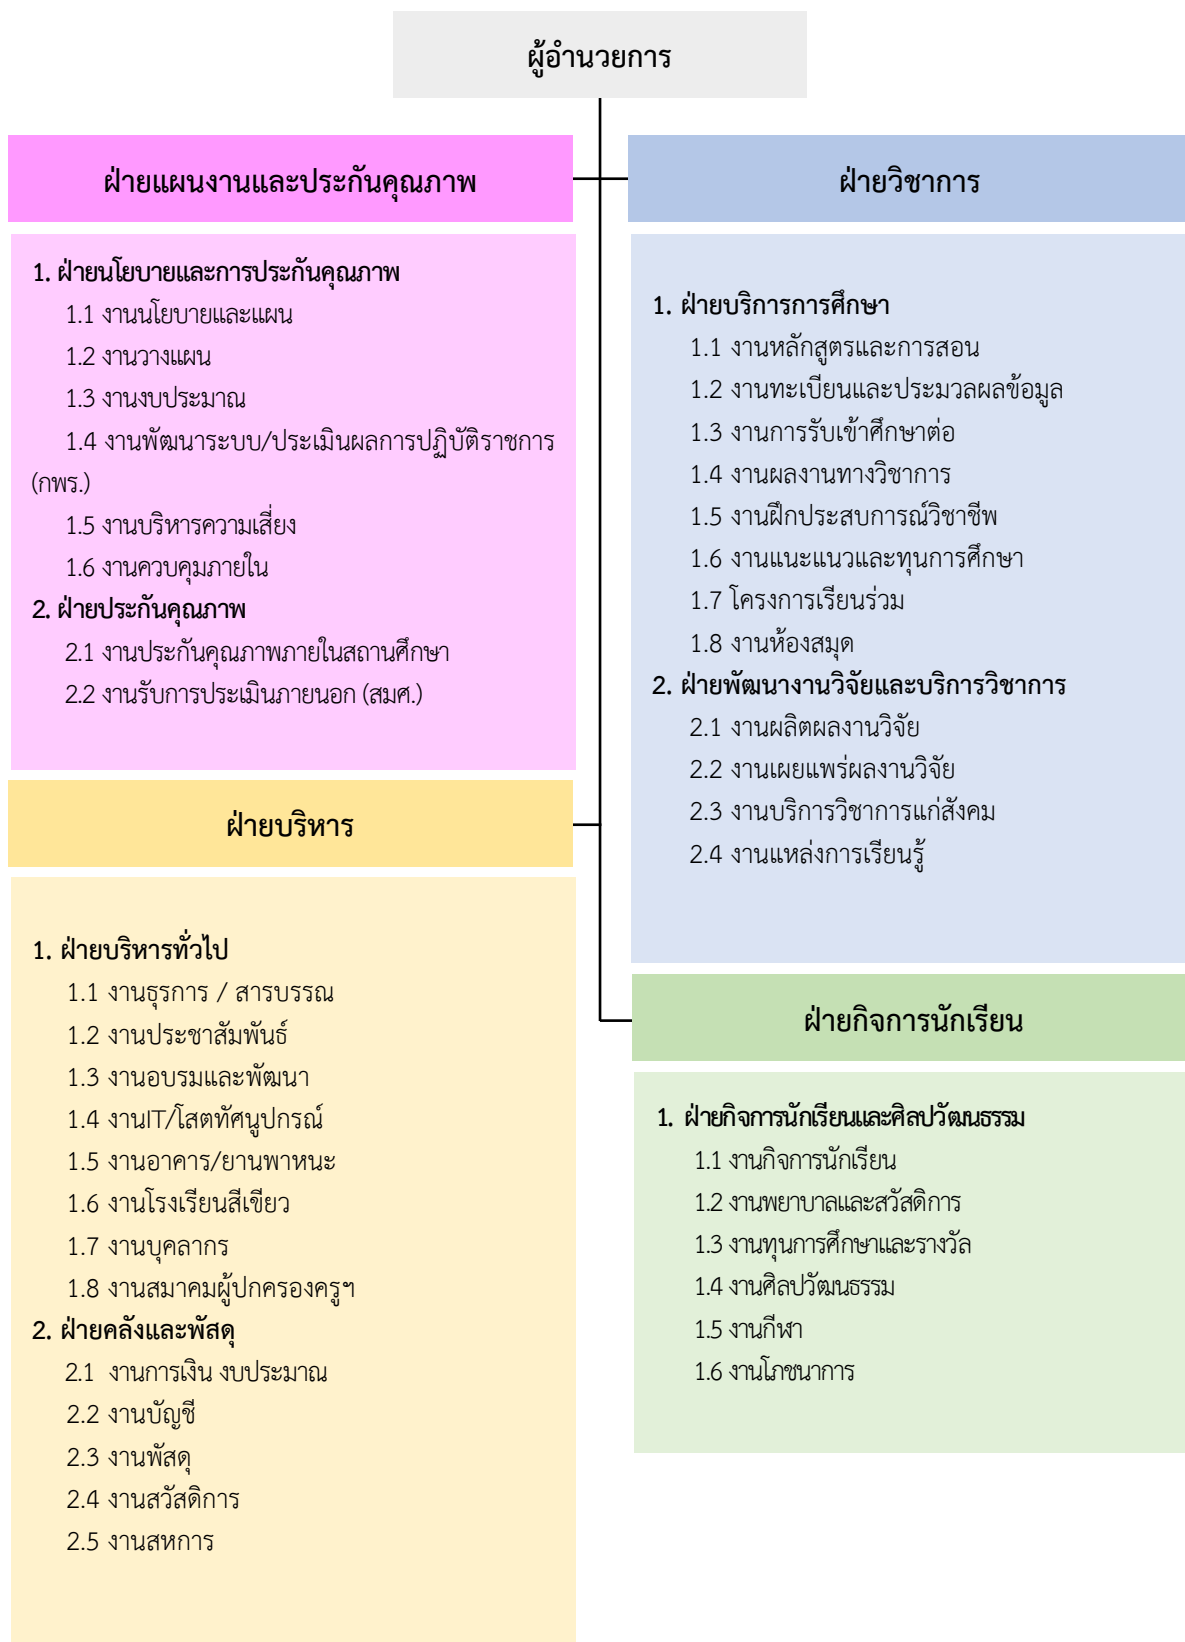 ผู้อำนวยการ
ฝ่ายแผนงานและประกันคุณภาพ
1. ฝ่ายนโยบายและการประกันคุณภาพ
1.1 งานนโยบายและแผน
1.2 งานวางแผน
1.3 งานงบประมาณ
1.4 งานพัฒนาระบบ/ประเมินผลการปฏิบัติราชการ
(กพร.)
1.5 งานบริหารความเสี่ยง
1.6 งานควบคุมภายใน
2. ฝ่ายประกันคุณภาพ
2.1 งานประกันคุณภาพภายในสถานศึกษา
2.2 งานรับการประเมินภายนอก (สมศ.)
ฝ่ายวิชาการ
1. ฝ่ายบริการการศึกษา
1.1 งานหลักสูตรและการสอน
1.2 งานทะเบียนและประมวลผลข้อมูล
1.3 งานการรับเข้าศึกษาต่อ
1.4 งานผลงานทางวิชาการ
1.5 งานฝึกประสบการณ์วิชาชีพ
1.6 งานแนะแนวและทุนการศึกษา
1.7 โครงการเรียนร่วม
1.8 งานห้องสมุด
2. ฝ่ายพัฒนางานวิจัยและบริการวิชาการ
2.1 งานผลิตผลงานวิจัย
2.2 งานเผยแพร่ผลงานวิจัย
2.3 งานบริการวิชาการแก่สังคม
2.4 งานแหล่งการเรียนรู้
ฝ่ายบริหาร
1. ฝ่ายบริหารทั่วไป
1.1 งานธุรการ / สารบรรณ
1.2 งานประชาสัมพันธ์
1.3 งานอบรมและพัฒนา
1.4 งานIT/โสตทัศนูปกรณ์
1.5 งานอาคาร/ยานพาหนะ
1.6 งานโรงเรียนสีเขียว
1.7 งานบุคลากร
1.8 งานสมาคมผู้ปกครองครูฯ
2. ฝ่ายคลังและพัสดุ
2.1 งานการเงิน งบประมาณ
2.2 งานบัญชี
2.3 งานพัสดุ
2.4 งานสวัสดิการ
2.5 งานสหการ
ฝ่ายกิจการนักเรียน
1. ฝ่ายกิจการนักเรียนและศิลปวัฒนธรรม
1.1 งานกิจการนักเรียน
1.2 งานพยาบาลและสวัสดิการ
1.3 งานทุนการศึกษาและรางวัล
1.4 งานศิลปวัฒนธรรม
1.5 งานกีฬา
1.6 งานโภชนาการ